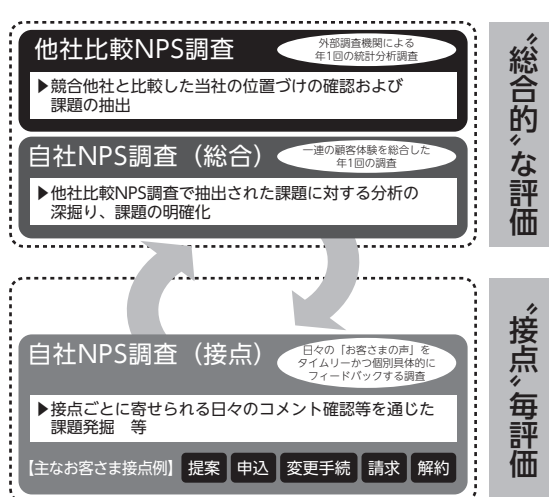 他社比較NPS調査
外部調査機関による
年1回の統計分析調査
▶競合他社と比較した当社の位置づけの確認および
課題の抽出
自社NPS調査（総合）
一連の顧客体験を総合した
年1回の調査
▶他社比較NPS調査で抽出された課題に対する分析の
深掘り、課題の明確化
〝総合的〟な評価
自社NPS調査（接点）
日々の「お客さまの声」を
タイムリーかつ個別具体的に
フィードバックする調査
▶接点ごとに寄せられる日々のコメント確認等を通じた
課題発掘　等
【主なお客さま接点例】 提案 申込 変更手続 請求 解約
〝接点〟毎評価